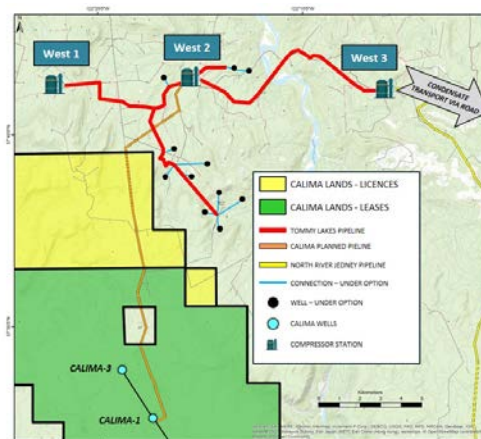 West 1
West 2
West 3
CONDENSATE
TRANSPORT VIA ROAD
CALIMA LANDS - LICENCES
CALIMA LANDS - LEASES
TOMMY LAKES PIPELINE
CALIMA PLANNED PIELINE
NORTH RIVER JEDNEY PIPELINE
CONNECTION – UNDER OPTION
WELL – UNDER OPTION
CALIMA WELLS
COMPRESSOR STATION
CALIMA-3
CALIMA-1
Kilometers